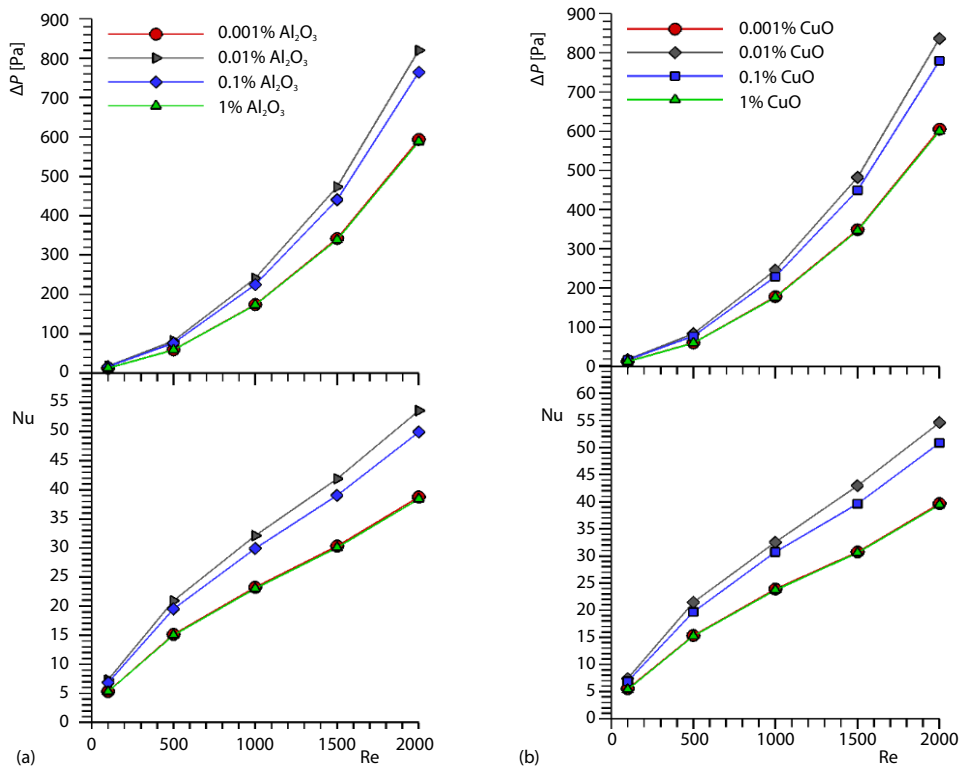 900
800
700
600
500
400
300
200
100
0
ΔP [Pa]
0.001% Al₂O₃
0.01% Al₂O₃
0.1% Al₂O₃
1% Al₂O₃
55
50
45
40
35
30
25
20
15
10
5
0
Nu
0 500 1000 1500 2000
Re
(a)
900
800
700
600
500
400
300
200
100
0
ΔP [Pa]
0.001% CuO
0.01% CuO
0.1% CuO
1% CuO
60
55
50
45
40
35
30
25
20
15
10
5
0
Nu
0 500 1000 1500 2000
Re
(b)